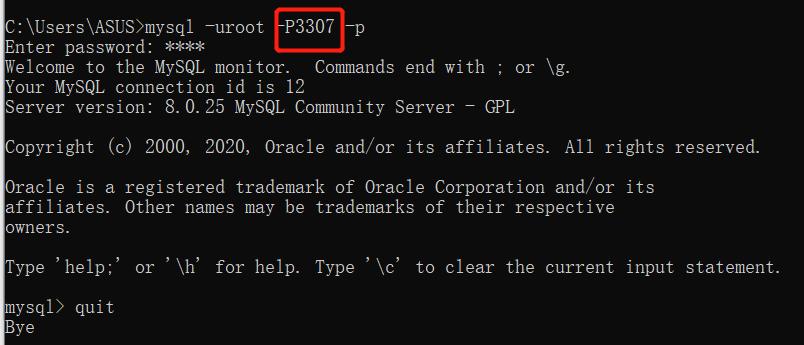 C:\Users\ASUS>mysql -uroot -P3307 -p
Enter password: ****
Welcome to the MySQL monitor.  Commands end with ; or \g.
Your MySQL connection id is 12
Server version: 8.0.25 MySQL Community Server - GPL
Copyright (c) 2000, 2020, Oracle and/or its affiliates. All rights reserved.
Oracle is a registered trademark of Oracle Corporation and/or its
affiliates. Other names may be trademarks of their respective
owners.
Type 'help;' or '\h' for help. Type '\c' to clear the current input statement.
mysql> quit
Bye